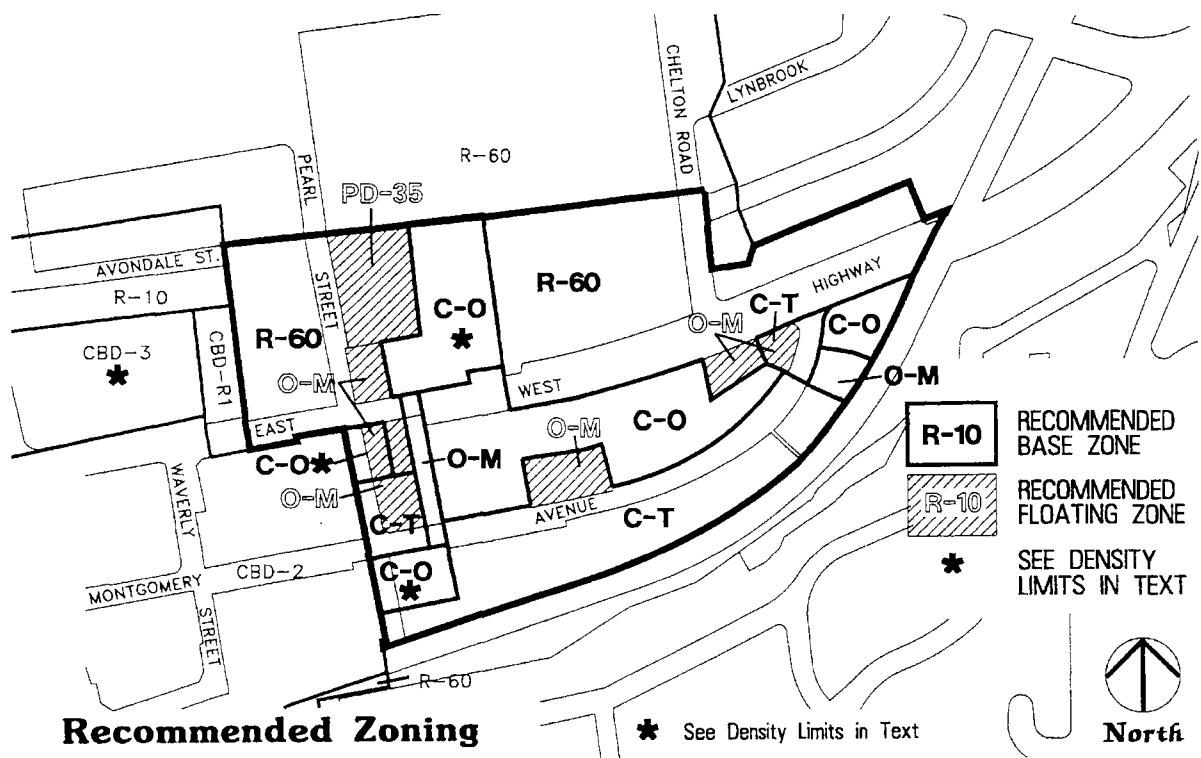 CHELTON ROAD
LYNBROOK
R-60
PEARL
STREET
PD-35
AVONDALE ST.
R-10
R-60
C-O
*
R-60
HIGHWAY
C-T
O-M
C-O
CBD-3
*
CBD-R1
O-M
WEST
O-M
EAST
C-O*
O-M
C-O
O-M
O-M
C-T
AVENUE
C-T
WAVERLY
STREET
MONTGOMERY
CBD-2
C-O
*
R-60
R-10
RECOMMENDED
BASE ZONE
R-10
RECOMMENDED
FLOATING ZONE
*
SEE DENSITY
LIMITS IN TEXT
Recommended Zoning
* See Density Limits in Text
North